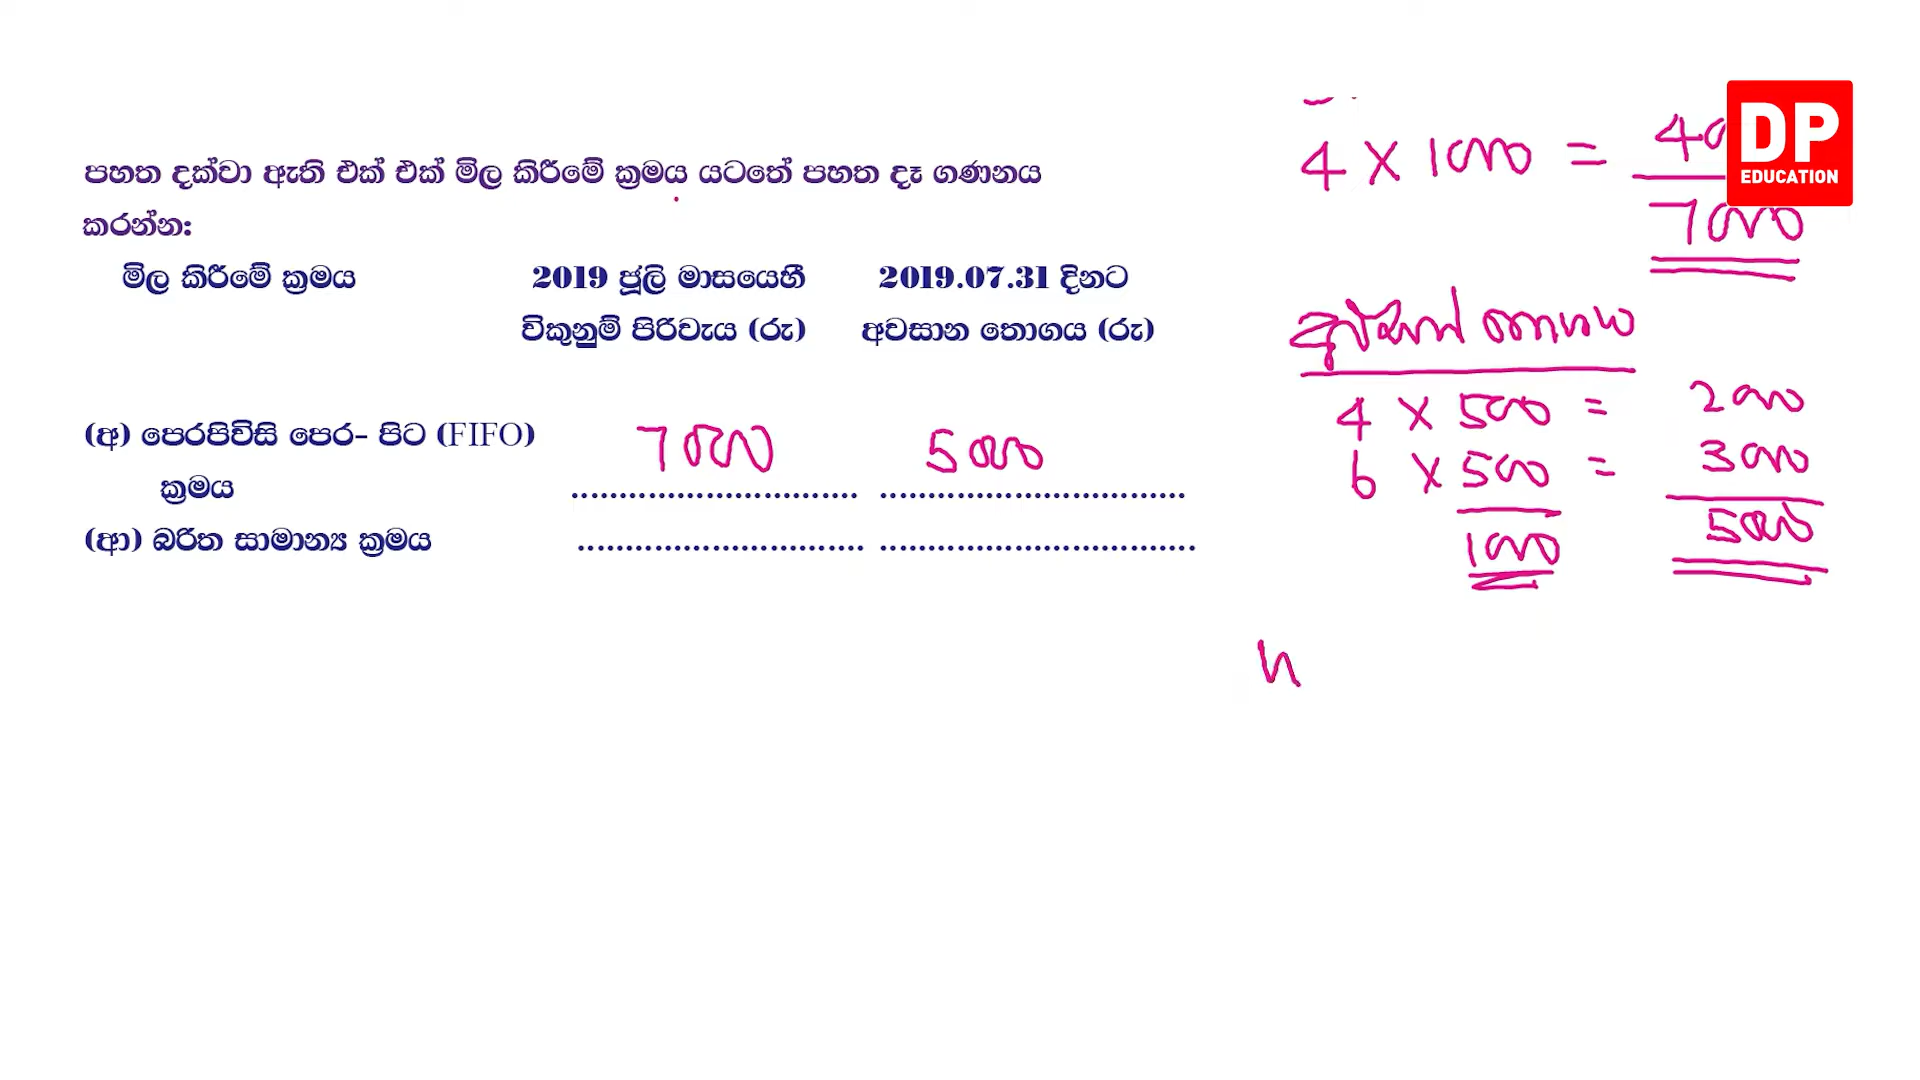 පහත දක්වා ඇති එක් එක් මිල කිරීමේ ක්‍රමය යටතේ පහත දෑ ගණනය
කරන්න:
මිල කිරීමේ ක්‍රමය 2019 ජූලි මාසයෙහී 2019.07.31 දිනට
විකුනුම් පිරිවැය (රු) අවසාන තොගය (රු)
(අ) පෙරපිවිසි පෙර- පිට (FIFO) 7000 5000
ක්‍රමය ............................. ...............................
(ආ) බරිත සාමාන්‍ය ක්‍රමය ............................. ................................
4 × 1000 =
7000
DP
EDUCATION
අවසාන් තොගය
4 × 500 = 2000
6 × 500 = 3000
1000 5000